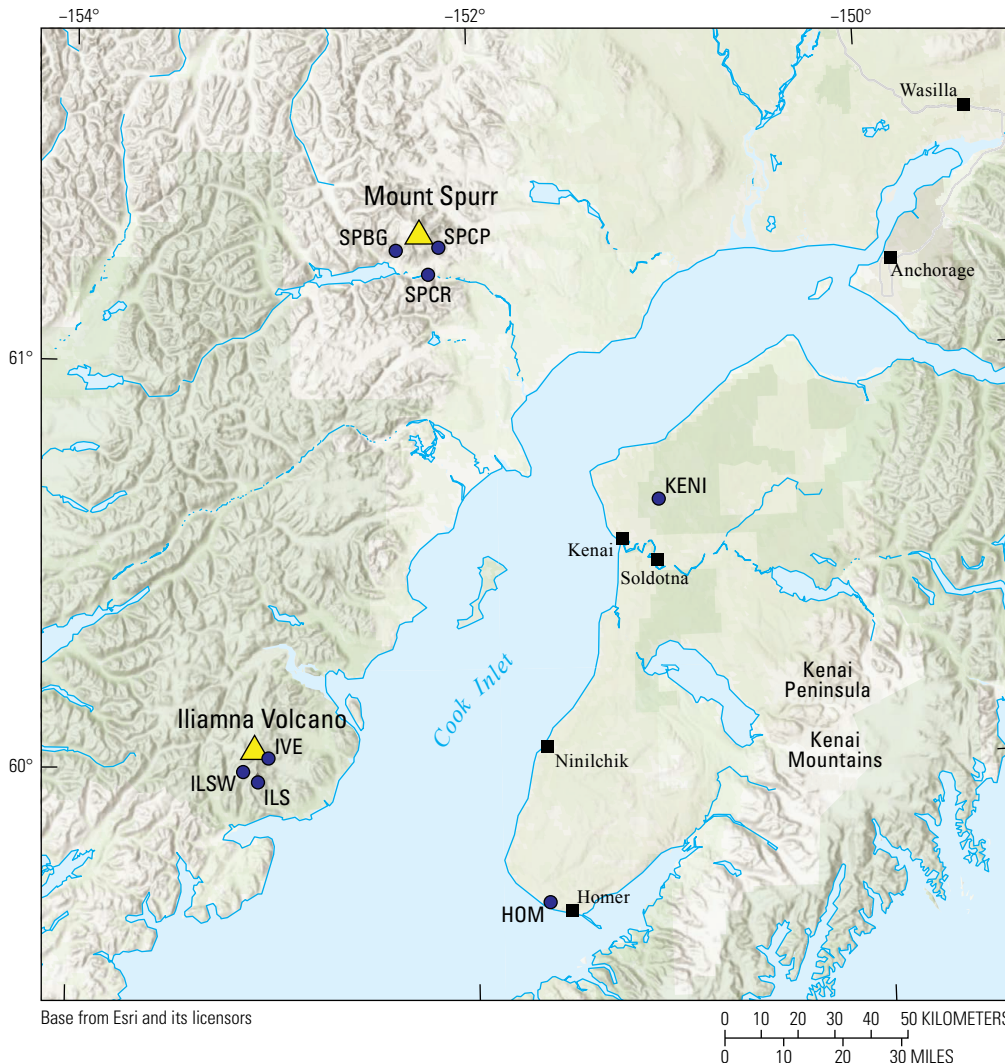 −154°
−152°
−150°
Wasilla
Mount Spurr
SPBG
SPCP
SPCR
Anchorage
61°
KENI
Kenai
Soldotna
Cook Inlet
Kenai
Peninsula
Iliamna Volcano
IVE
Kenai
Mountains
60°
Ninilchik
ILSW
ILS
Homer
HOM
Base from Esri and its licensors
0 10 20 30 40 50 KILOMETERS
0 10 20 30 MILES